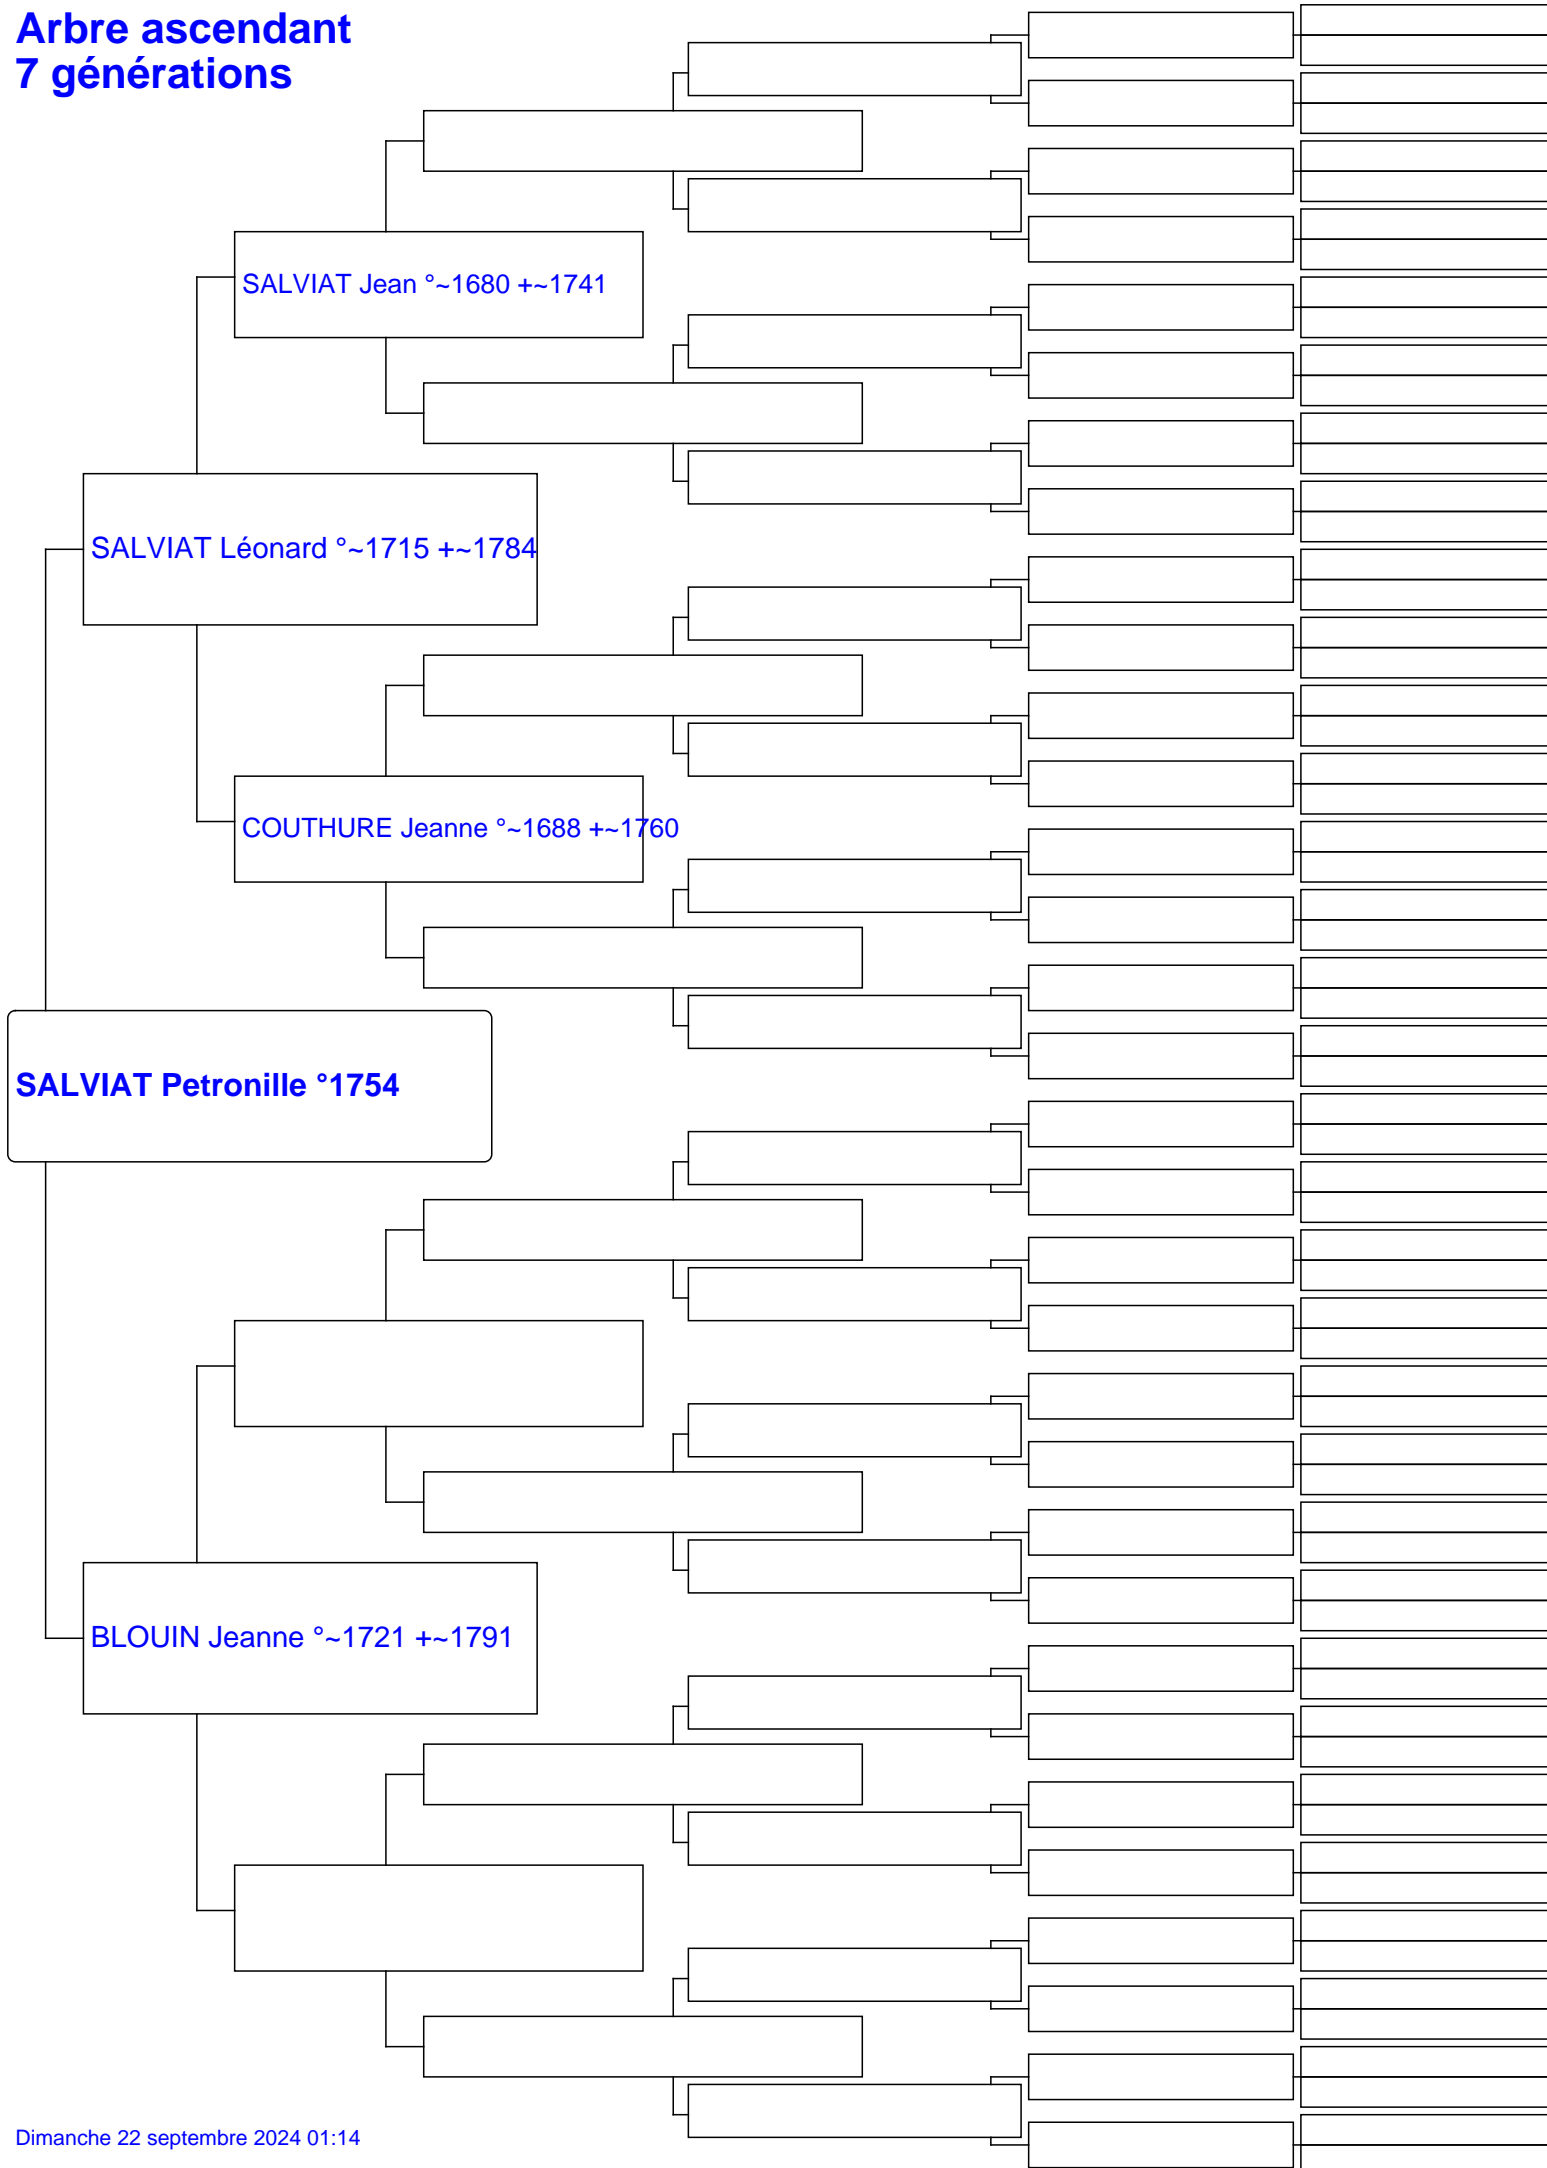 Arbre ascendant
7 générations
SALVIAT Jean °~1680 +~1741
SALVIAT Léonard °~1715 +~1784
COUTHURE Jeanne °~1688 +~1760
SALVIAT Petronille °1754
BLOUIN Jeanne °~1721 +~1791
Dimanche 22 septembre 2024 01:14